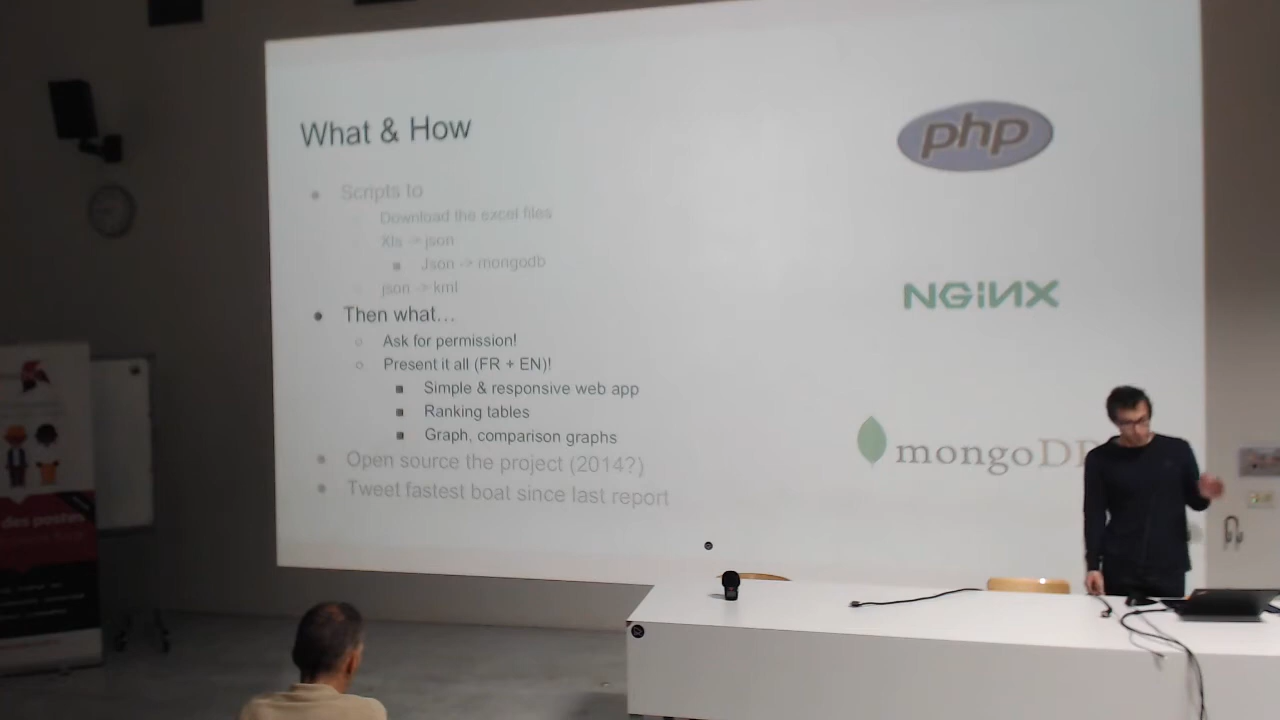 What & How
Scripts to
Download the excel files
Xls -> json
Json -> mongodb
json -> kml
Then what...
Ask for permission!
Present it all (FR + EN)!
Simple & responsive web app
Ranking tables
Graph, comparison graphs
Open source the project (2014?)
Tweet fastest boat since last report
php
NGINX
mongoDB
des postes